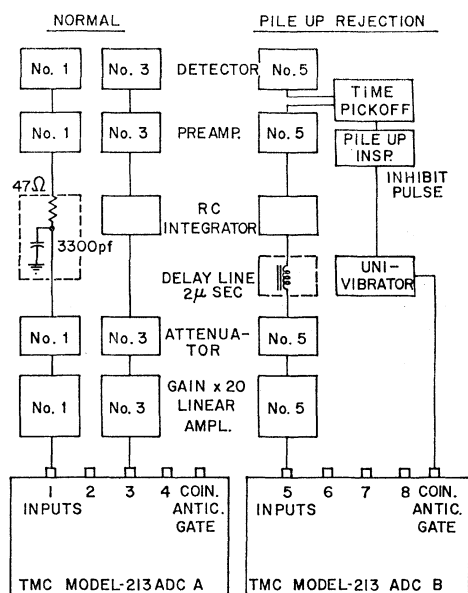 NORMAL
PILE UP REJECTION
No. 1
No. 3
DETECTOR
No. 5
TIME
PICKOFF
No. 1
No. 3
PREAMP.
No. 5
PILE UP
INSP.
INHIBIT
PULSE
47Ω
3300pf
RC
INTEGRATOR
DELAY LINE
2μ SEC
UNI-
VIBRATOR
No. 1
No. 3
ATTENUA-
TOR
No. 5
No. 1
No. 3
GAIN x 20
LINEAR
AMPL.
No. 5
1 2 3 4 COIN.
INPUTS ANTIC.
GATE
5 6 7 8 COIN.
INPUTS ANTIC.
GATE
TMC MODEL-213 ADC A
TMC MODEL-213 ADC B